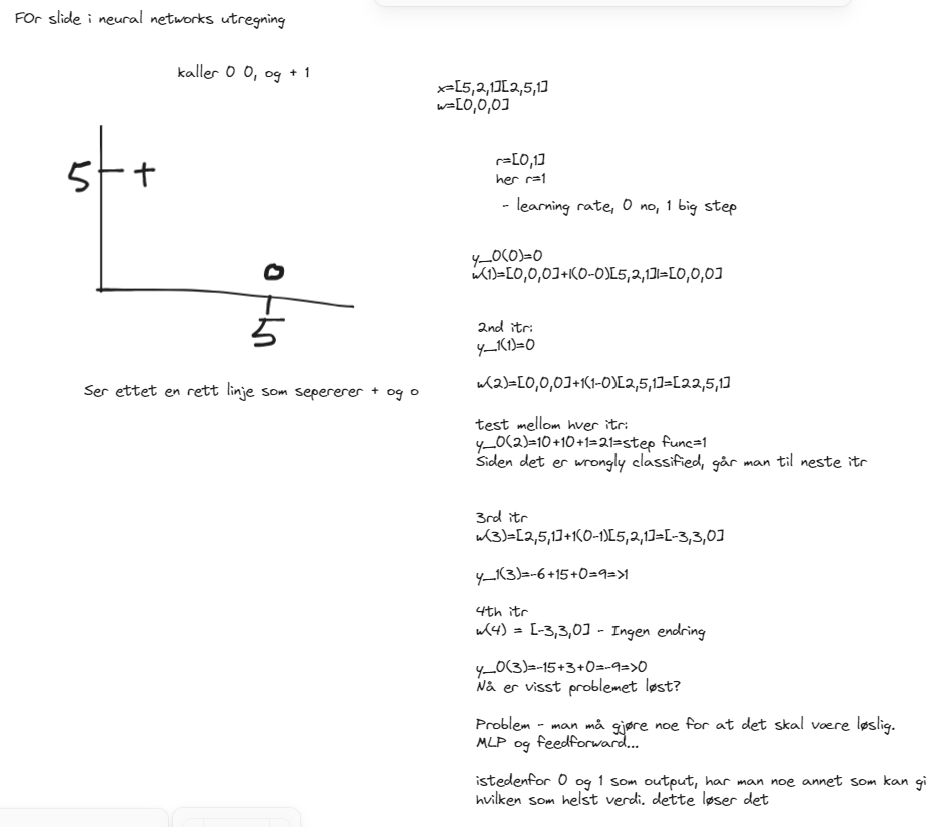 FOr slide i neural networks utregning
kaller 0 0, og + 1
5 +
0
5
Ser ettet en rett linje som sepererer + og o
x=[5,2,1][2,5,1]
w=[0,0,0]
r=[0,1]
her r=1
- learning rate, 0 no, 1 big step
y_0(0)=0
w(1)=[0,0,0]+1(0-0)[5,2,1]1=[0,0,0]
2nd itr:
y_1(1)=0
w(2)=[0,0,0]+1(1-0)[2,5,1]=[22,5,1]
test mellom hver itr:
y_0(2)=10+10+1=21=step func=1
Siden det er wrongly classified, går man til neste itr
3rd itr
w(3)=[2,5,1]+1(0-1)[5,2,1]=[-3,3,0]
y_1(3)=-6+15+0=9=>1
4th itr
w(4) = [-3,3,0] - Ingen endring
y_0(3)=-15+3+0=-9=>0
Nå er visst problemet løst?
Problem - man må gjøre noe for at det skal være løslig.
MLP og feedforward...
istedenfor 0 og 1 som output, har man noe annet som kan gi
hvilken som helst verdi. dette løser det